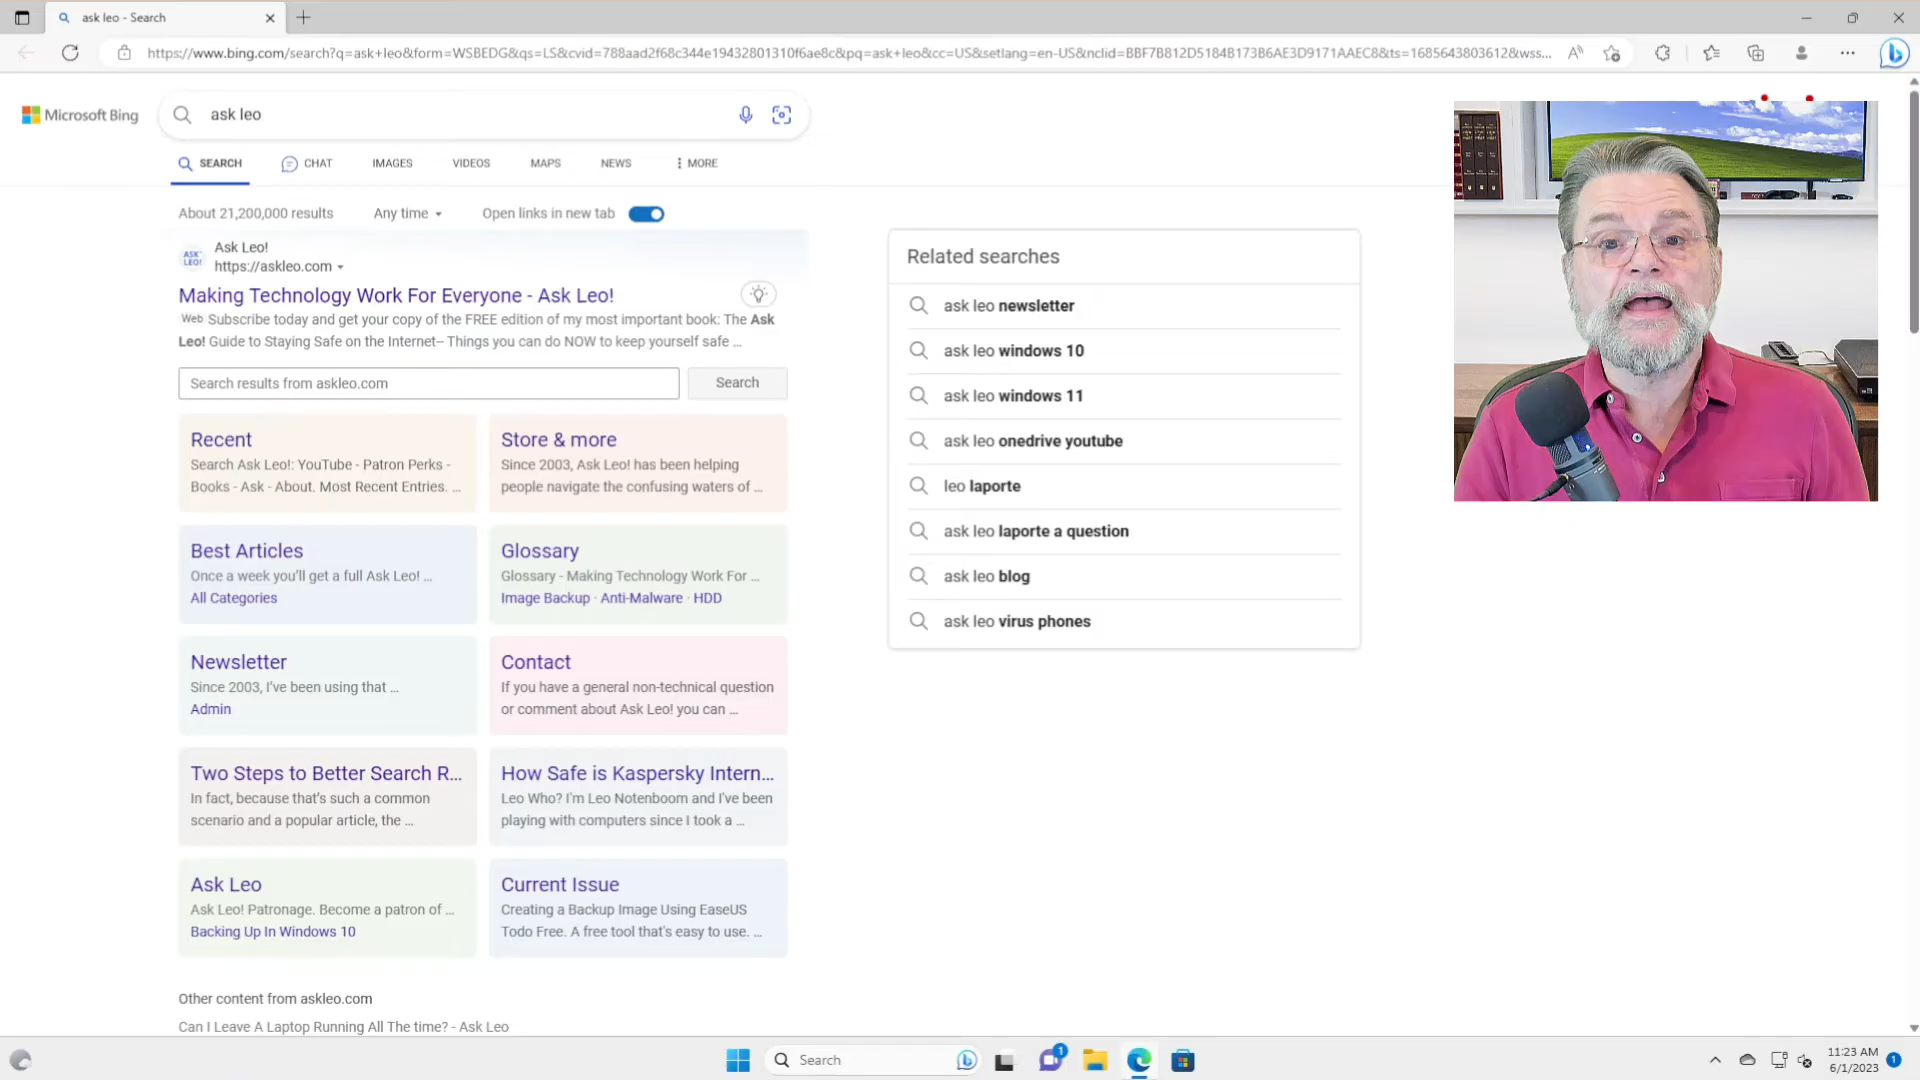 ask leo - Search
https://www.bing.com/search?q=ask+leo&form=WSBEDG&qs=LS&cvid=788aad2f68c344e19432801310f6ae8c&pq=ask+leo&cc=US&setlang=en-US&nclid=BBF7B812D5184B173B6AE3D9171AAEC8&ts=1685643803612&wss...
Microsoft Bing
ask leo
SEARCH CHAT IMAGES VIDEOS MAPS NEWS MORE
About 21,200,000 results Any time Open links in new tab
ASK LEO!
Ask Leo!
https://askleo.com
Making Technology Work For Everyone - Ask Leo!
Web Subscribe today and get your copy of the FREE edition of my most important book: The Ask
Leo! Guide to Staying Safe on the Internet– Things you can do NOW to keep yourself safe ...
Search results from askleo.com Search
Recent
Search Ask Leo!: YouTube - Patron Perks -
Books - Ask - About. Most Recent Entries. ...
Store & more
Since 2003, Ask Leo! has been helping
people navigate the confusing waters of ...
Best Articles
Once a week you'll get a full Ask Leo! ...
All Categories
Glossary
Glossary - Making Technology Work For ...
Image Backup · Anti-Malware · HDD
Newsletter
Since 2003, I've been using that ...
Admin
Contact
If you have a general non-technical question
or comment about Ask Leo! you can ...
Two Steps to Better Search R...
In fact, because that's such a common
scenario and a popular article, the ...
How Safe is Kaspersky Intern...
Leo Who? I'm Leo Notenboom and I've been
playing with computers since I took a ...
Ask Leo
Ask Leo! Patronage. Become a patron of ...
Backing Up In Windows 10
Current Issue
Creating a Backup Image Using EaseUS
Todo Free. A free tool that's easy to use. ...
Other content from askleo.com
Can I Leave A Laptop Running All The time? - Ask Leo
Related searches
ask leo newsletter
ask leo windows 10
ask leo windows 11
ask leo onedrive youtube
leo laporte
ask leo laporte a question
ask leo blog
ask leo virus phones
Search
1
11:23 AM
6/1/2023
1